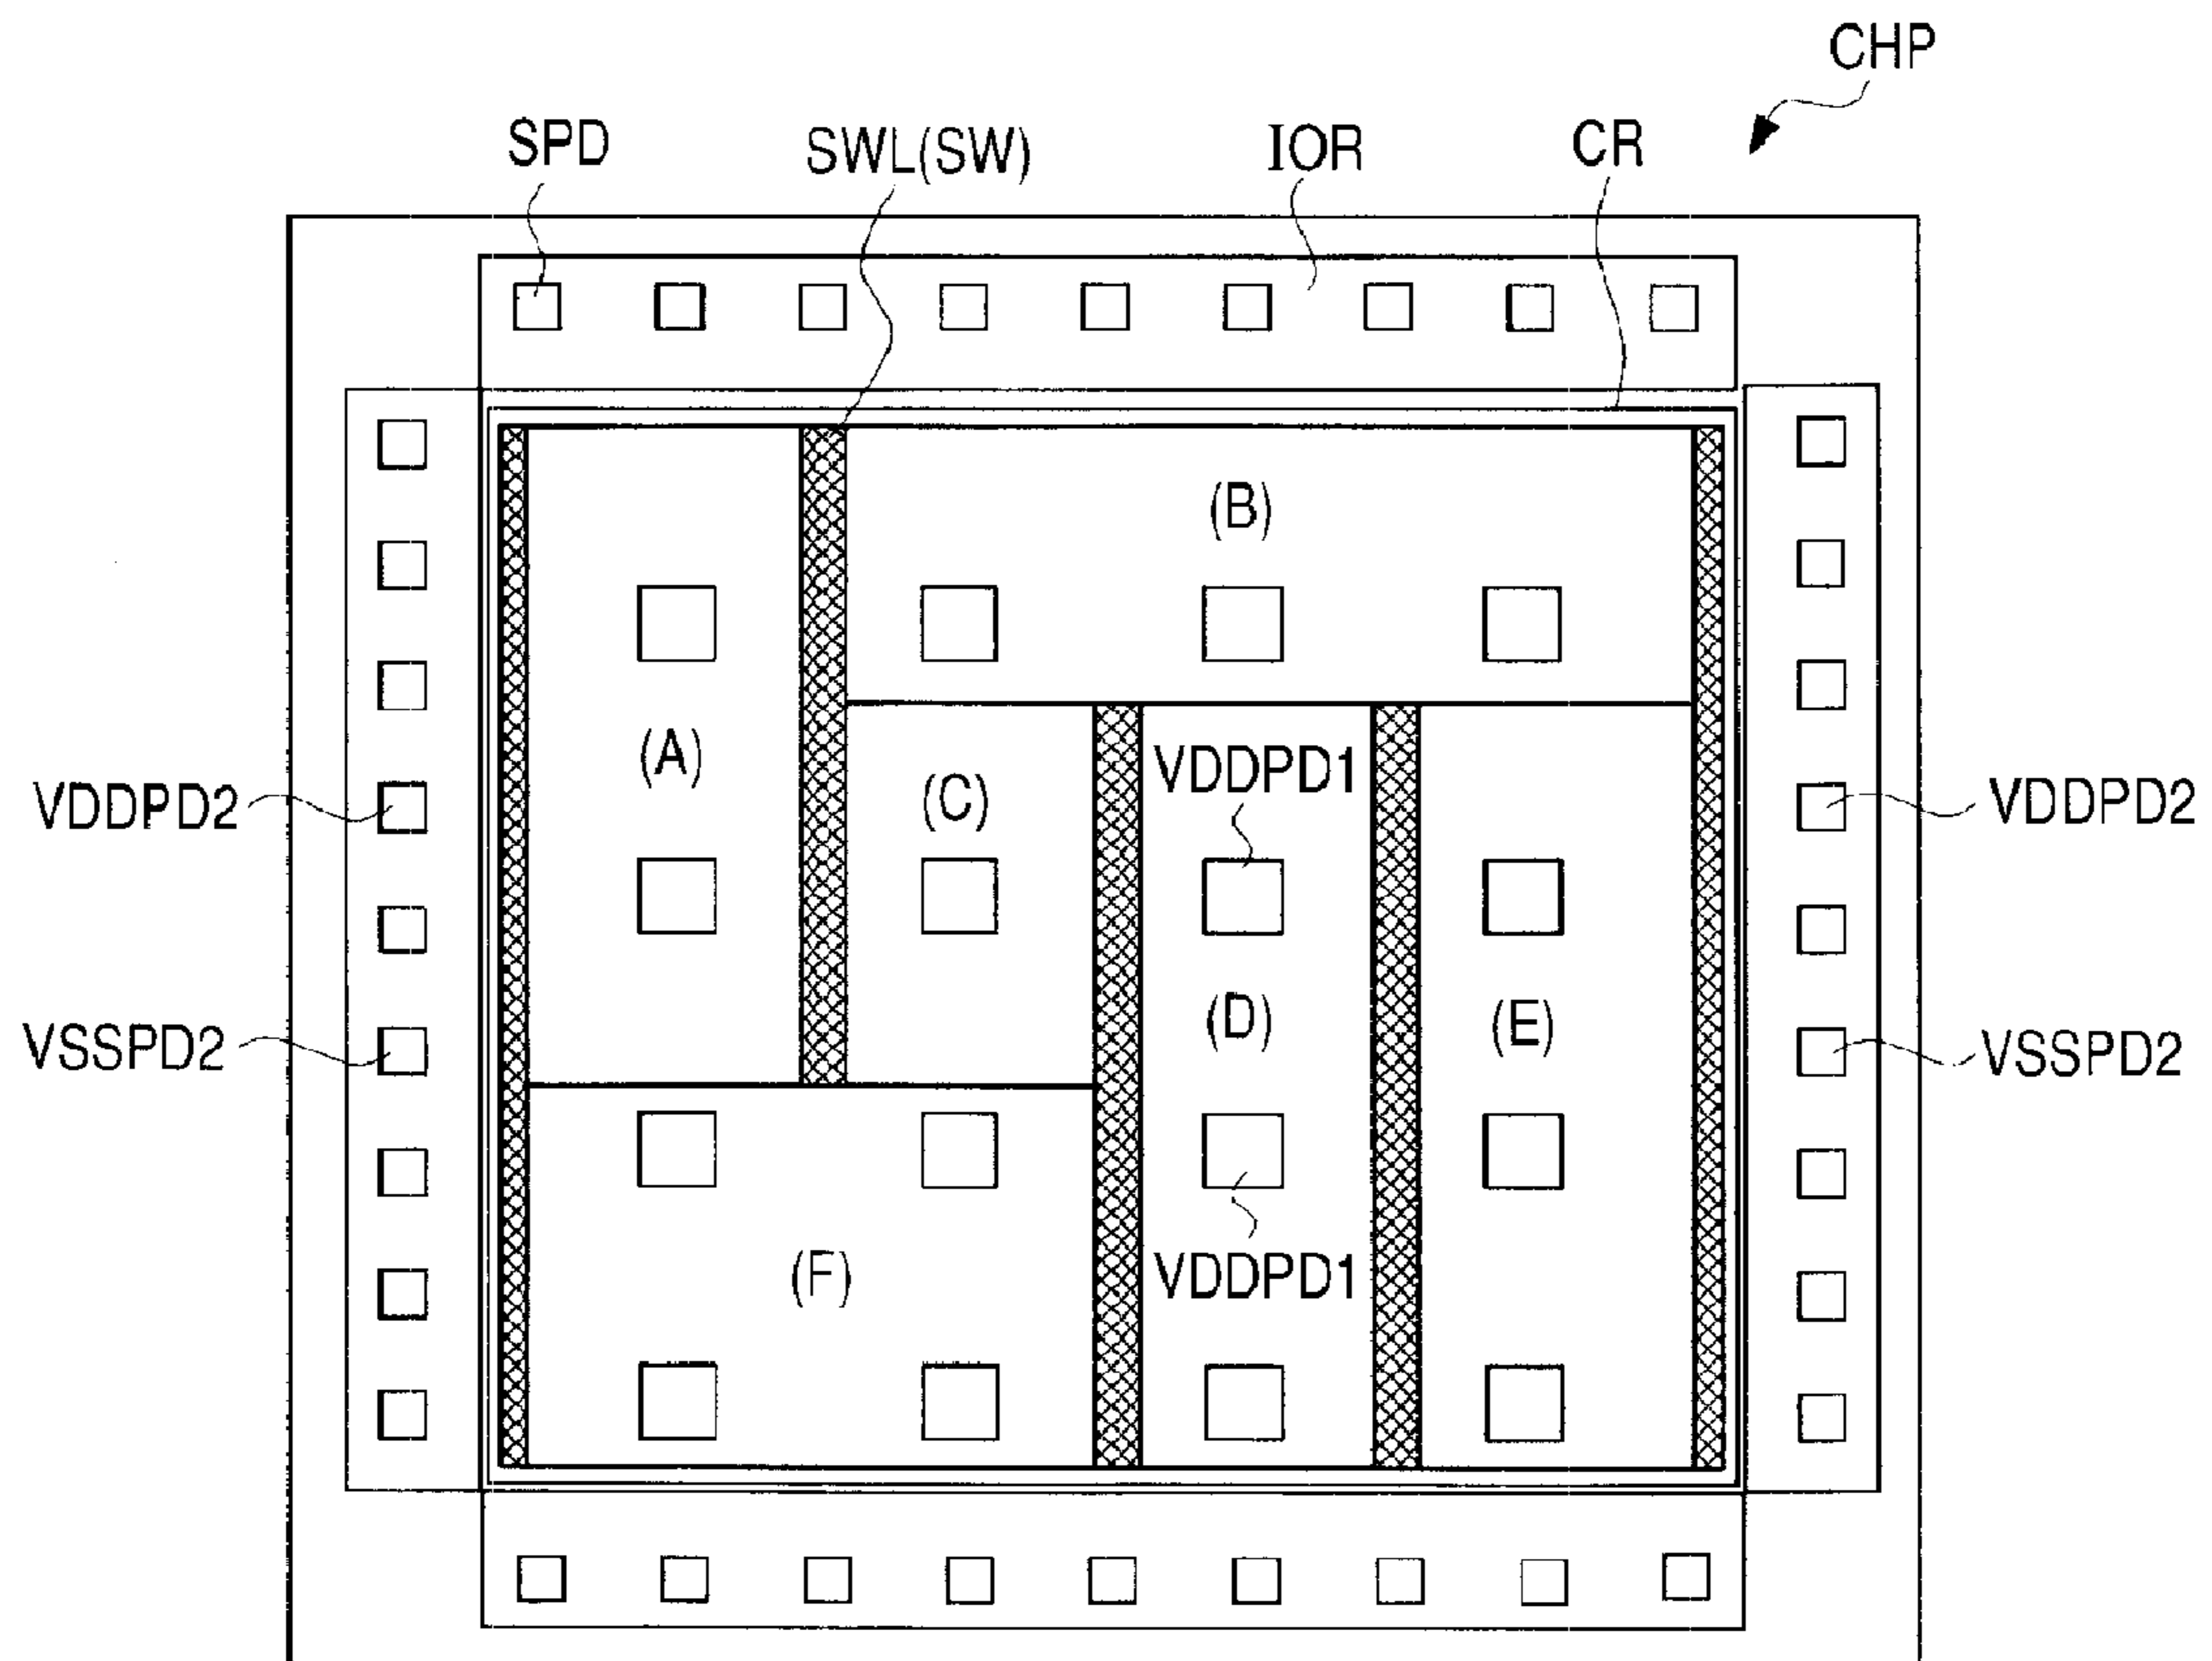 CHP
SPD
SWL(SW)
IOR
CR
(B)
(A)
VDDPD1
(C)
VDDPD2
VDDPD2
(D)
(E)
VSSPD2
VSSPD2
(F)
VDDPD1